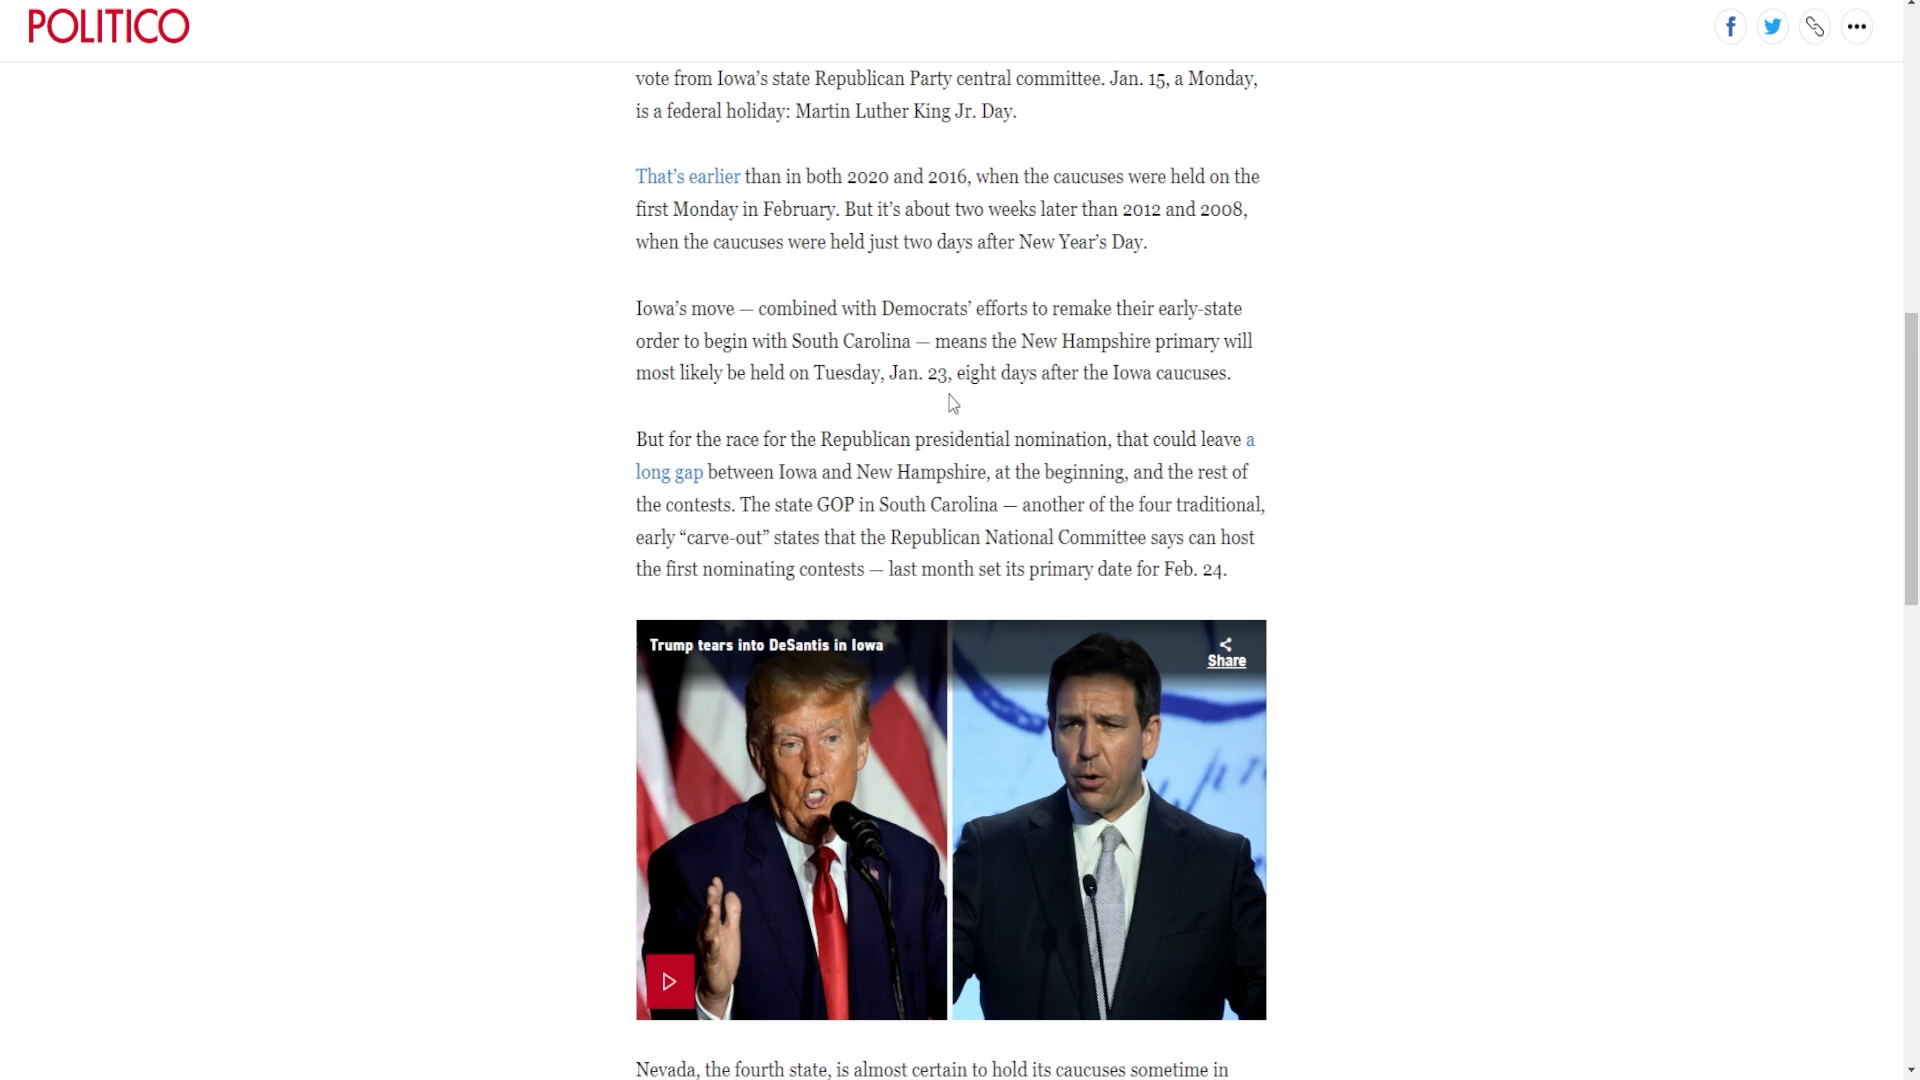 POLITICO
vote from Iowa’s state Republican Party central committee. Jan. 15, a Monday,
is a federal holiday: Martin Luther King Jr. Day.
That’s earlier than in both 2020 and 2016, when the caucuses were held on the
first Monday in February. But it’s about two weeks later than 2012 and 2008,
when the caucuses were held just two days after New Year’s Day.
Iowa’s move — combined with Democrats’ efforts to remake their early-state
order to begin with South Carolina — means the New Hampshire primary will
most likely be held on Tuesday, Jan. 23, eight days after the Iowa caucuses.
But for the race for the Republican presidential nomination, that could leave a
long gap between Iowa and New Hampshire, at the beginning, and the rest of
the contests. The state GOP in South Carolina — another of the four traditional,
early “carve-out” states that the Republican National Committee says can host
the first nominating contests — last month set its primary date for Feb. 24.
Trump tears into DeSantis in Iowa
Share
Nevada, the fourth state, is almost certain to hold its caucuses sometime in